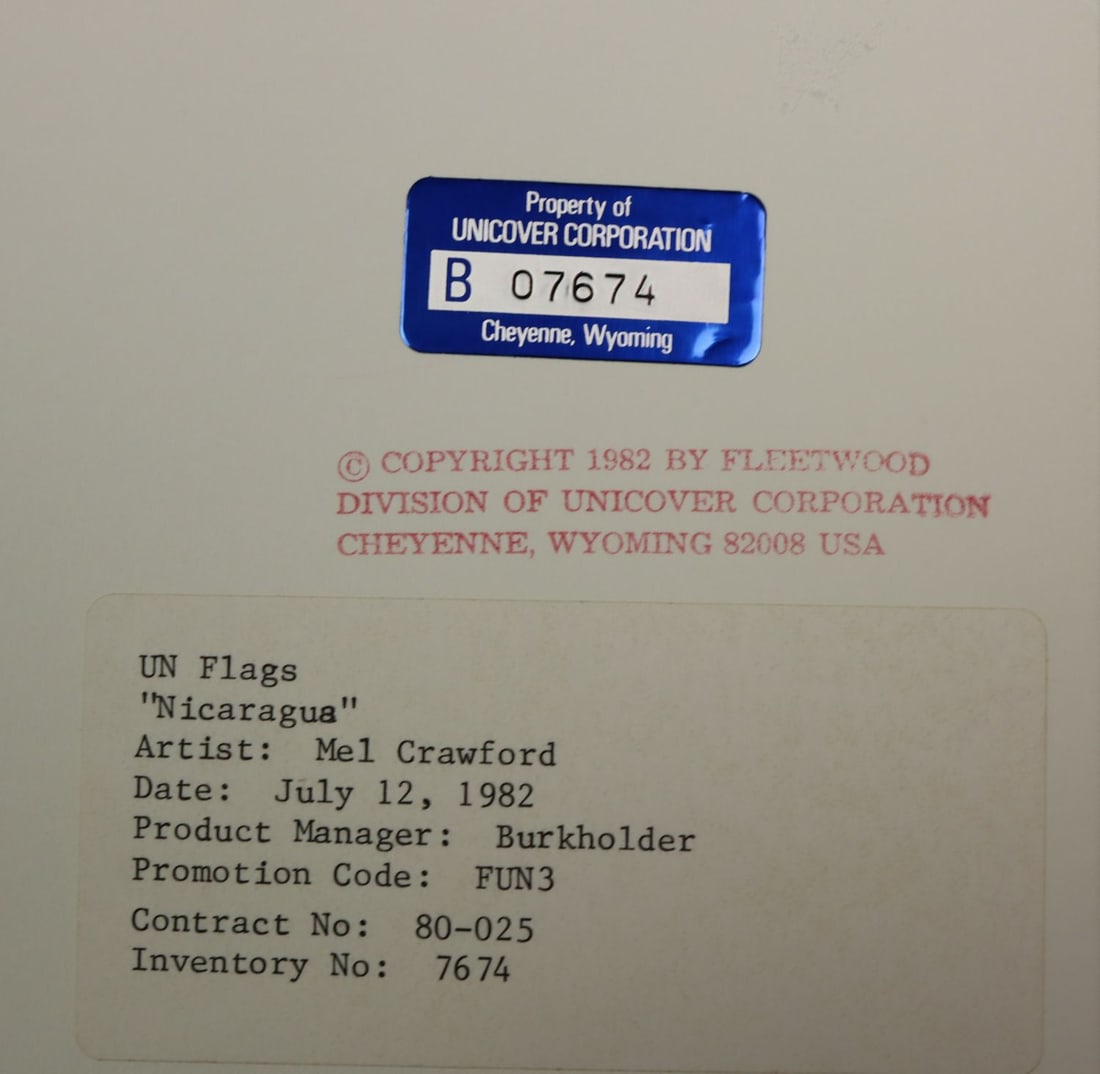 Property of
UNICOVER CORPORATION
B 07674
Cheyenne, Wyoming
© COPYRIGHT 1982 BY FLEETWOOD
DIVISION OF UNICOVER CORPORATION
CHEYENNE, WYOMING 82008 USA
UN Flags
"Nicaragua"
Artist: Mel Crawford
Date: July 12, 1982
Product Manager: Burkholder
Promotion Code: FUN3
Contract No: 80-025
Inventory No: 7674